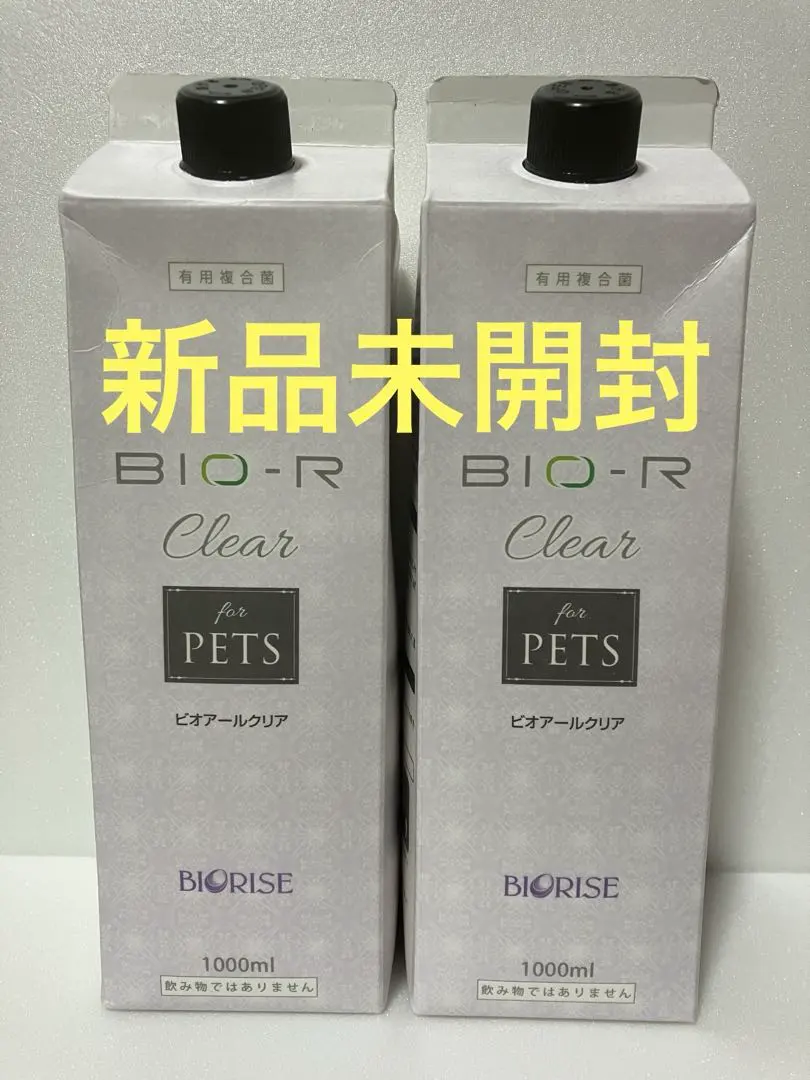 有用複合菌
BIO-R
Clear
for
PETS
ビオアールクリア
BIORISE
1000ml
飲み物ではありません
有用複合菌
BIO-R
Clear
for
PETS
ビオアールクリア
BIORISE
1000ml
飲み物ではありません
新品未開封